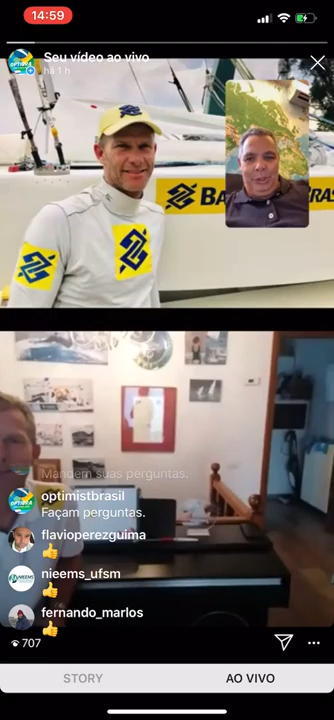 14:59
Seu vídeo ao vivo
há 1 h
OPTIMIST
BA
RAS
Mandem suas perguntas.
optimistbrasil
Façam perguntas.
flavioperezguima
👍
nieems_ufsm
👍
fernando_marlos
👍
707
STORY
AO VIVO